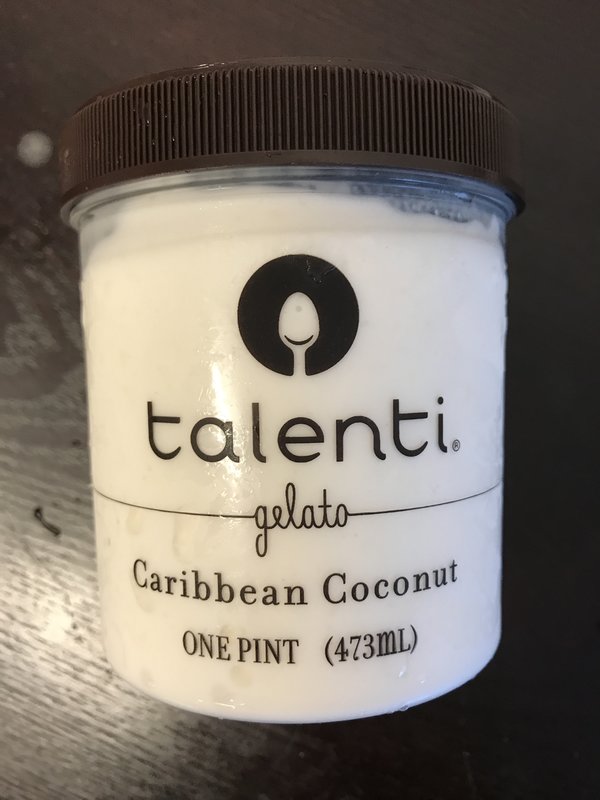 talenti®
gelato
Caribbean Coconut
ONE PINT (473mL)